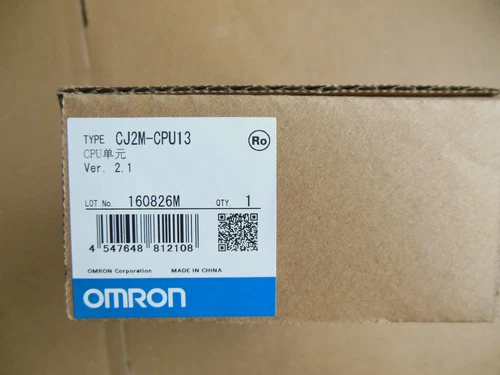 TYPE CJ2M-CPU13
Ro
CPU单元
Ver. 2.1
LOT No. 160826M QTY. 1
4 547648 812108
OMRON Corporation MADE IN CHINA
OMRON